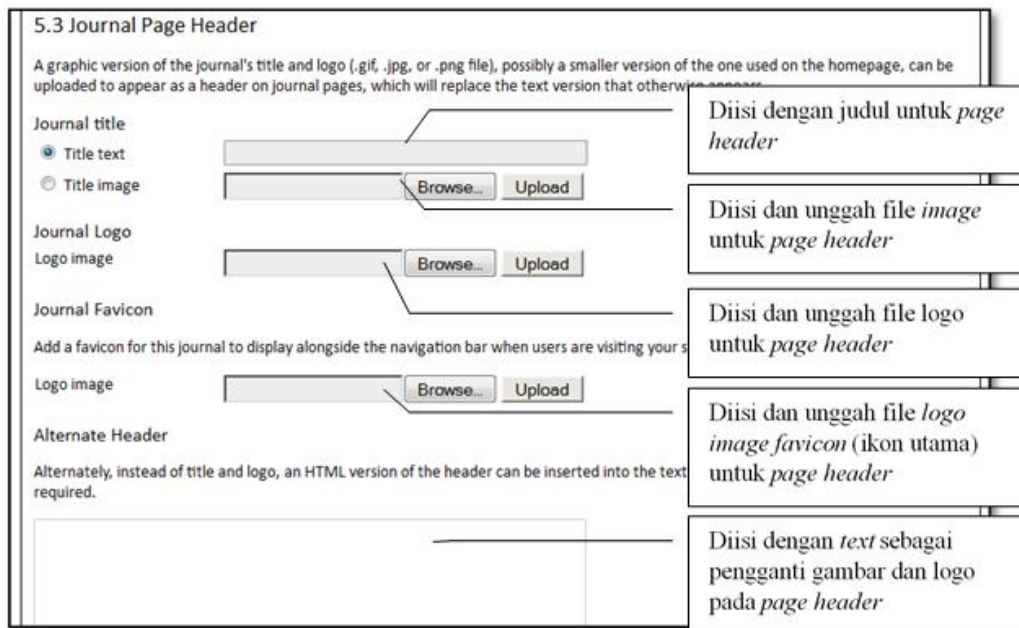 5.3 Journal Page Header
A graphic version of the journal's title and logo (.gif, .jpg, or .png file), possibly a smaller version of the one used on the homepage, can be
uploaded to appear as a header on journal pages, which will replace the text version that otherwise appears
Journal title
Title text
Title image
Browse...
Upload
Journal Logo
Logo image
Browse...
Upload
Journal Favicon
Add a favicon for this journal to display alongside the navigation bar when users are visiting your
Logo image
Browse...
Upload
Alternate Header
Alternately, instead of title and logo, an HTML version of the header can be inserted into the text
required.
Diisi dengan judul untuk page
header
Diisi dan unggah file image
untuk page header
Diisi dan unggah file logo
untuk page header
Diisi dan unggah file logo
image favicon (ikon utama)
untuk page header
Diisi dengan text sebagai
pengganti gambar dan logo
pada page header